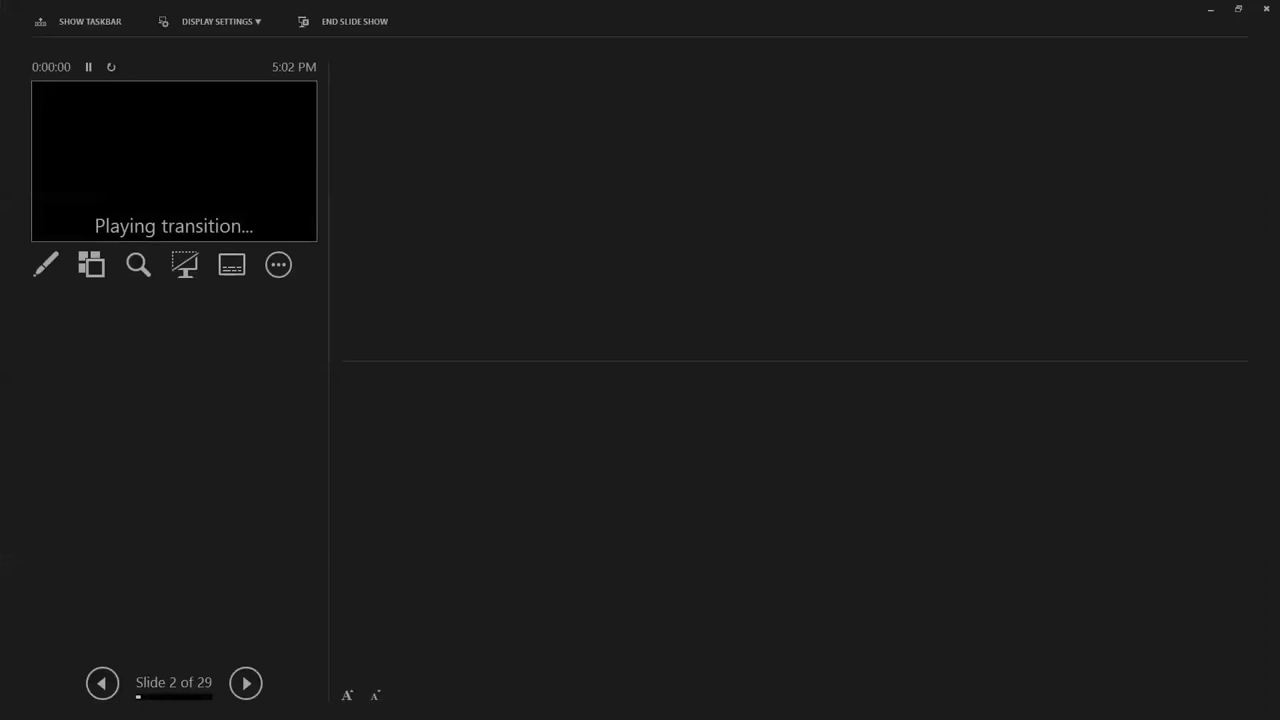 SHOW TASKBAR DISPLAY SETTINGS ▼ END SLIDE SHOW
0:00:00 5:02 PM
Playing transition...
Slide 2 of 29
A A